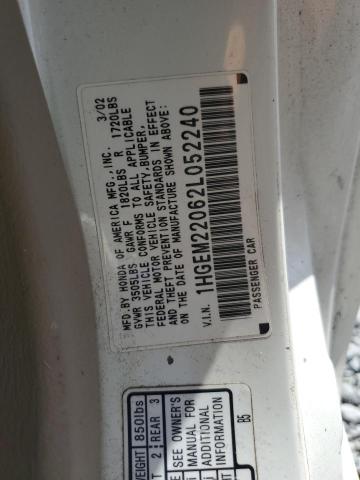 MFD.BY HONDA OF AMERICA MFG.,INC. 3/02
GVWR 3505LBS GAWR F 1820LBS R 1720LBS
THIS VEHICLE CONFORMS TO ALL APPLICABLE
FEDERAL MOTOR VEHICLE SAFETY,BUMPER,
AND THEFT PREVENTION STANDARDS IN EFFECT
ON THE DATE OF MANUFACTURE SHOWN ABOVE.
V.I.N. 1HGEM22062L052240
PASSENGER CAR
B5
WEIGHT 850lbs
2 REAR 3
SEE OWNER'S
MANUAL FOR
ADDITIONAL